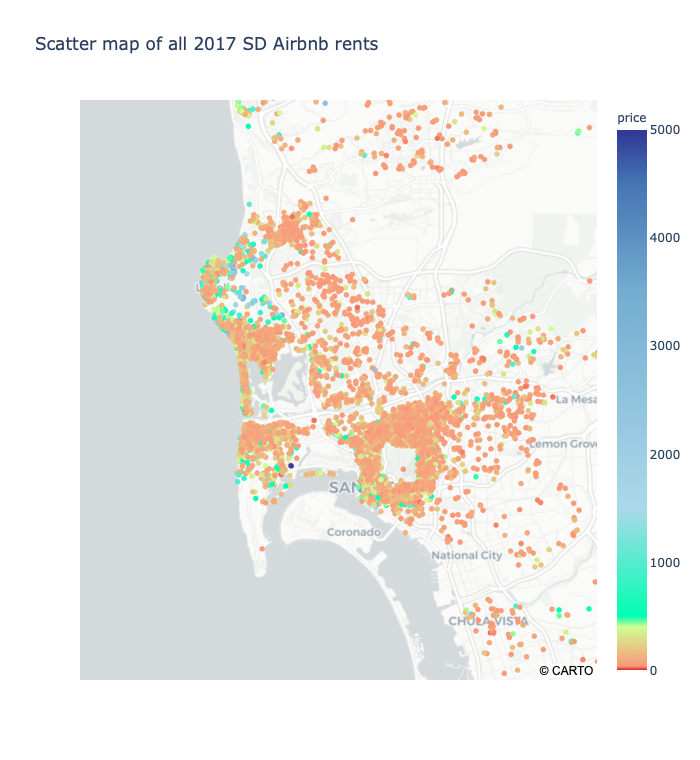 Scatter map of all 2017 SD Airbnb rents
price
5000
4000
3000
2000
1000
0
L
La Mesa
Lemon Grove
SAN
Coronado
National City
CHULA VISTA
© CARTO